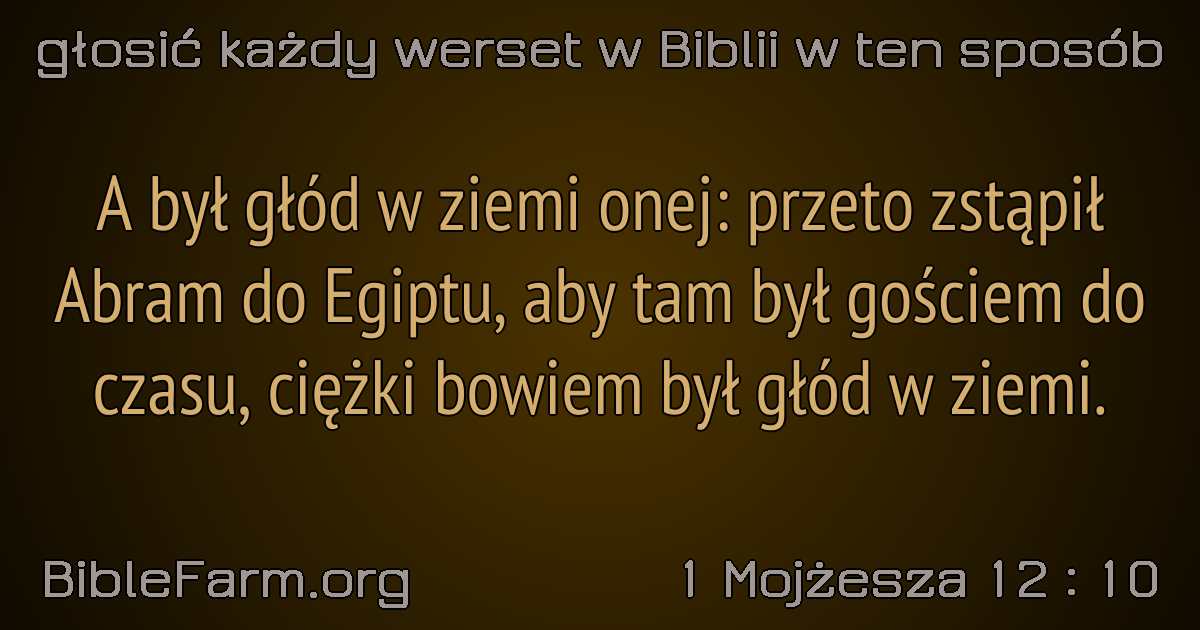 głosić każdy werset w Biblii w ten sposób
A był głód w ziemi onej: przeto zstąpił
Abram do Egiptu, aby tam był gościem do
czasu, ciężki bowiem był głód w ziemi.
BibleFarm.org
1 Mojżesza 12 : 10